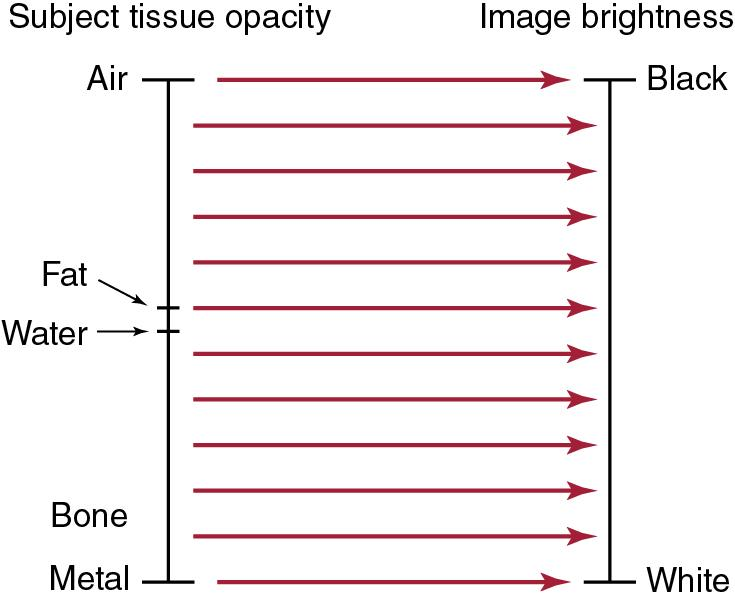 Subject tissue opacity
Image brightness
Air
Black
Fat
Water
Bone
Metal
White